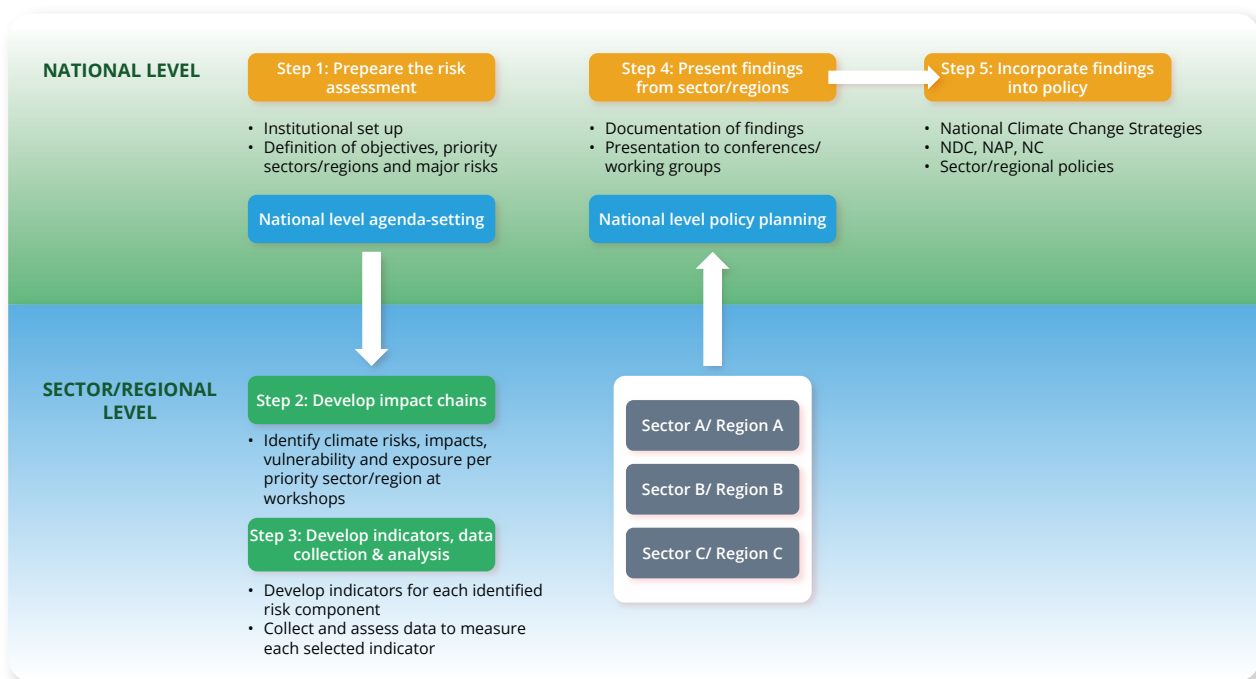 NATIONAL LEVEL
Step 1: Prepeare the risk
assessment
• Institutional set up
• Definition of objectives, priority
sectors/regions and major risks
National level agenda-setting
Step 4: Present findings
from sector/regions
• Documentation of findings
• Presentation to conferences/
working groups
National level policy planning
Step 5: Incorporate findings
into policy
• National Climate Change Strategies
• NDC, NAP, NC
• Sector/regional policies
SECTOR/REGIONAL
LEVEL
Step 2: Develop impact chains
• Identify climate risks, impacts,
vulnerability and exposure per
priority sector/region at
workshops
Step 3: Develop indicators, data
collection & analysis
• Develop indicators for each identified
risk component
• Collect and assess data to measure
each selected indicator
Sector A/ Region A
Sector B/ Region B
Sector C/ Region C